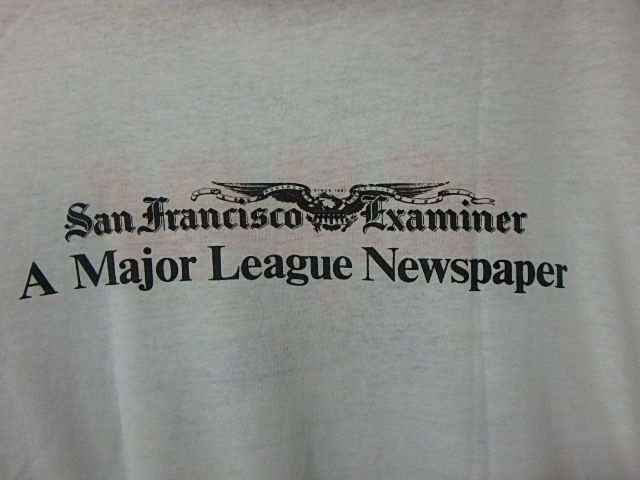 San Francisco Examiner
A Major League Newspaper